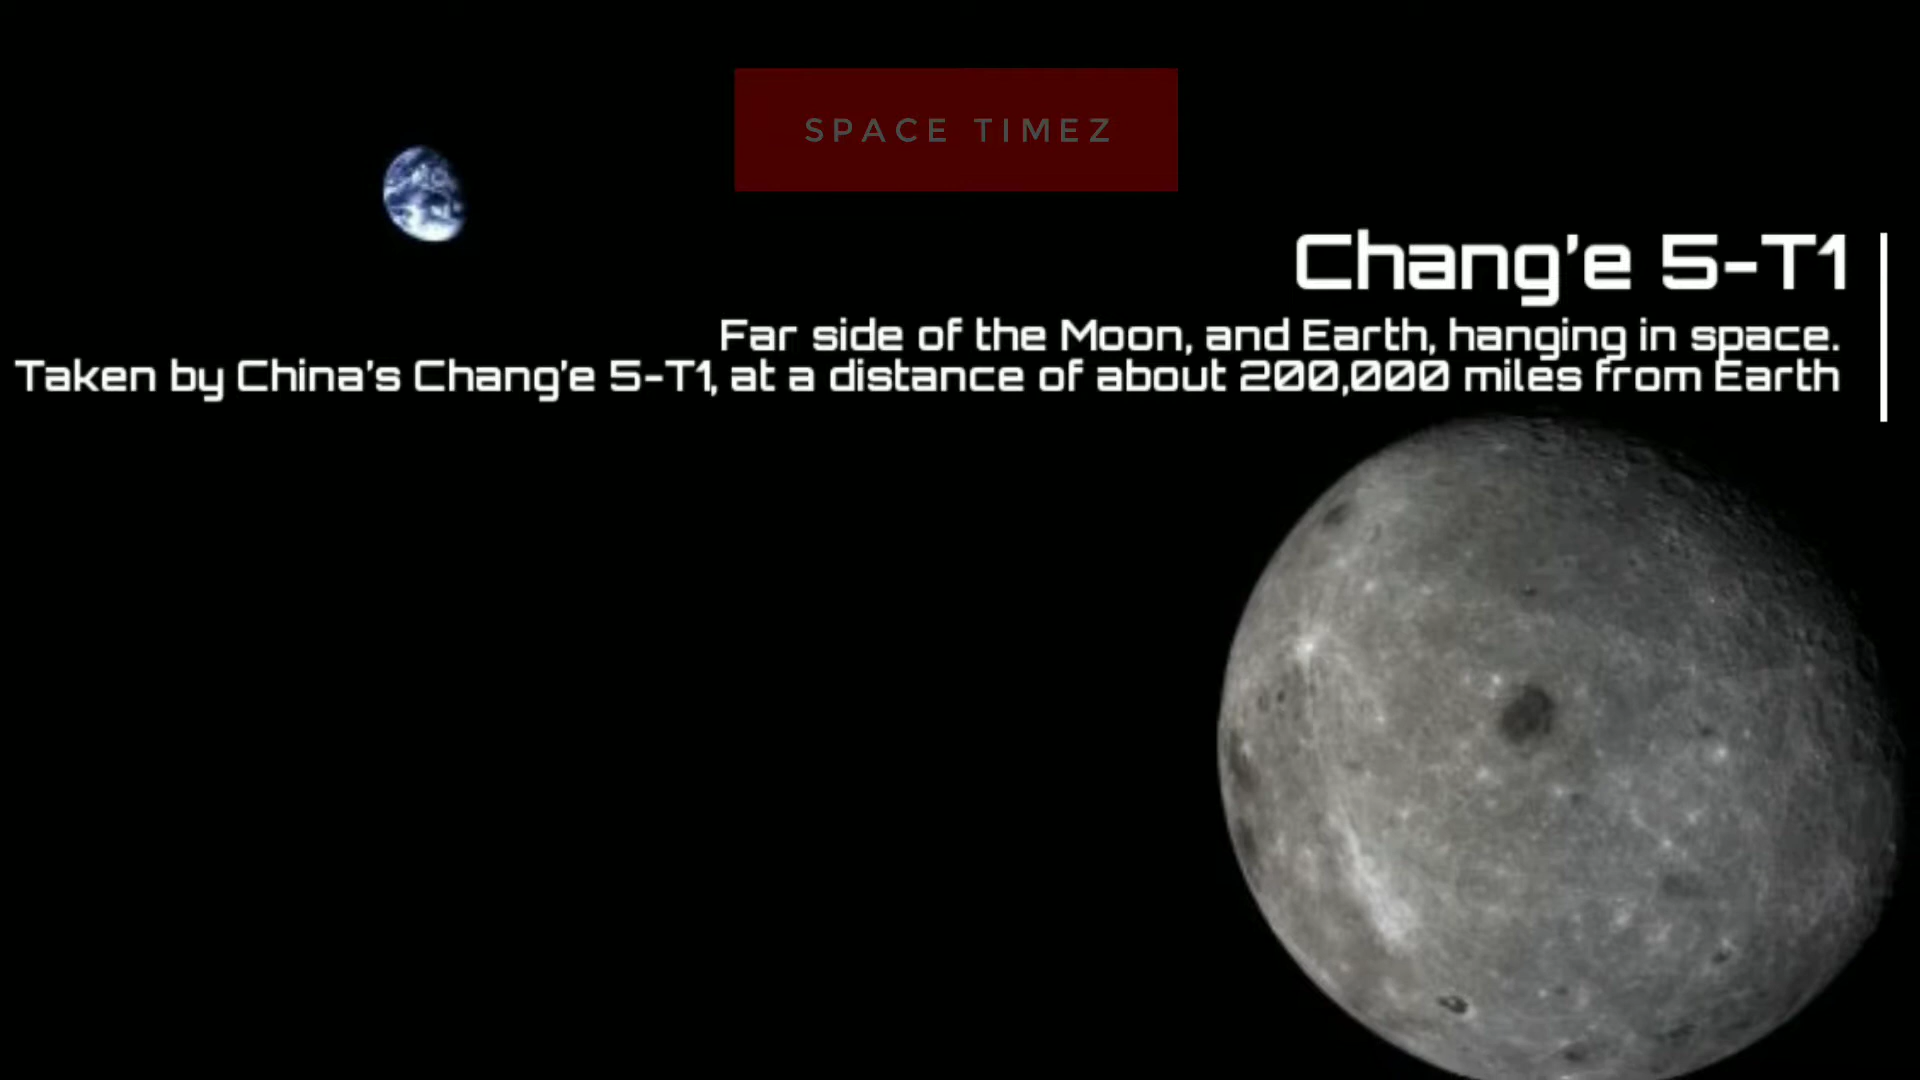 SPACE TIMEZ
Chang’e 5-T1
Far side of the Moon, and Earth, hanging in space.
Taken by China’s Chang’e 5-T1, at a distance of about 200,000 miles from Earth